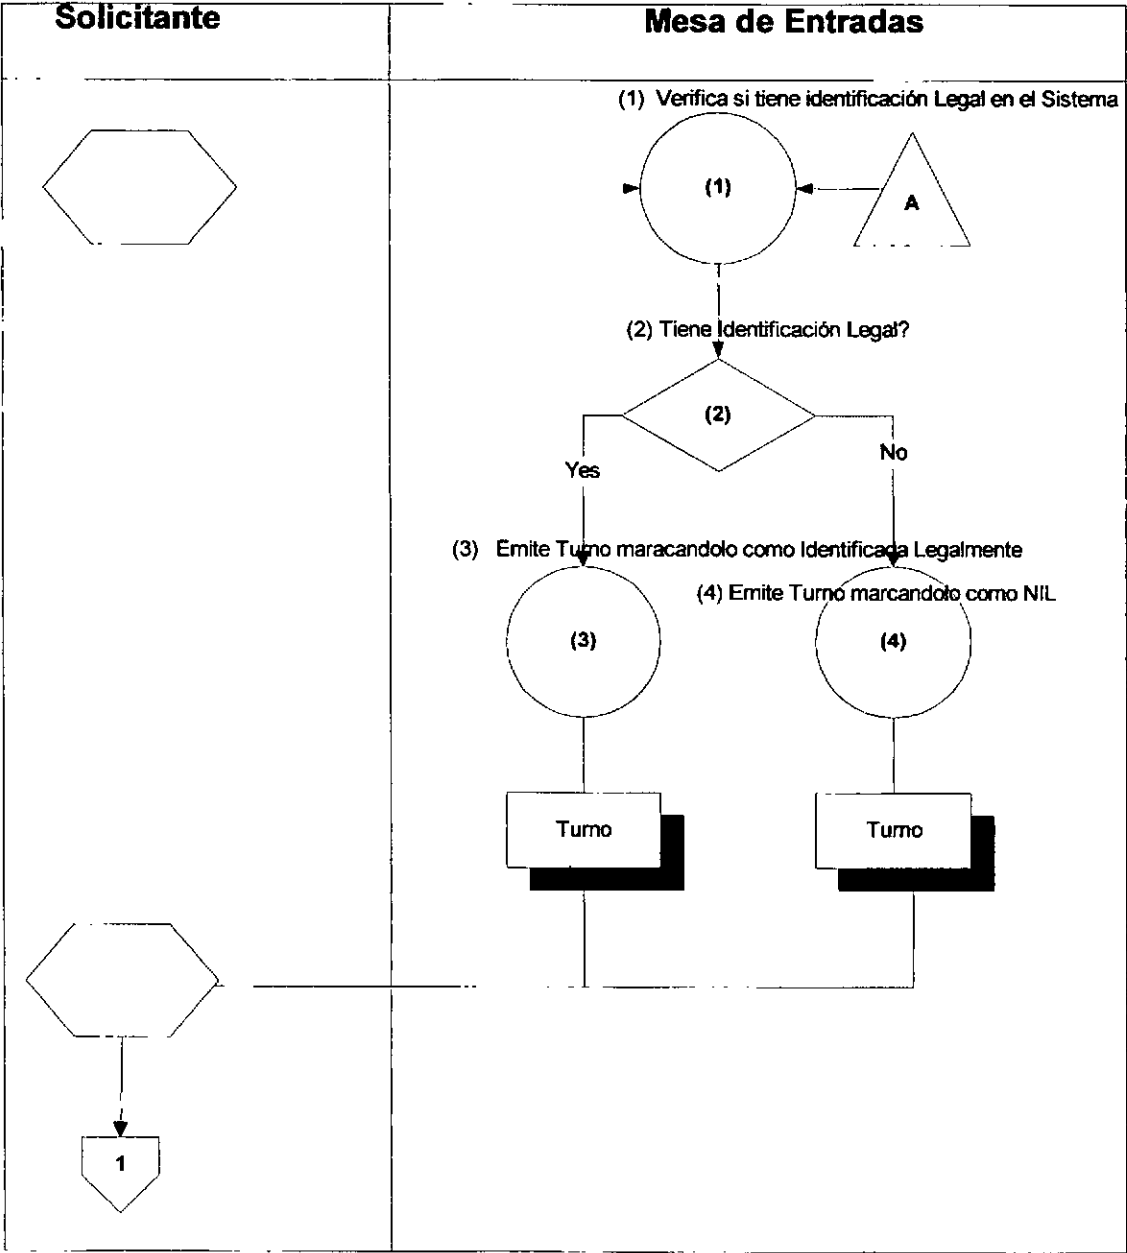 Solicitante
Mesa de Entradas
(1) Verifica si tiene identificación Legal en el Sistema
(1)
A
(2) Tiene Identificación Legal?
(2)
Yes
No
(3) Emite Turno maracandolo como Identificada Legalmente
(4) Emite Turno marcandolo como NIL
(3)
(4)
Turno
Turno
1